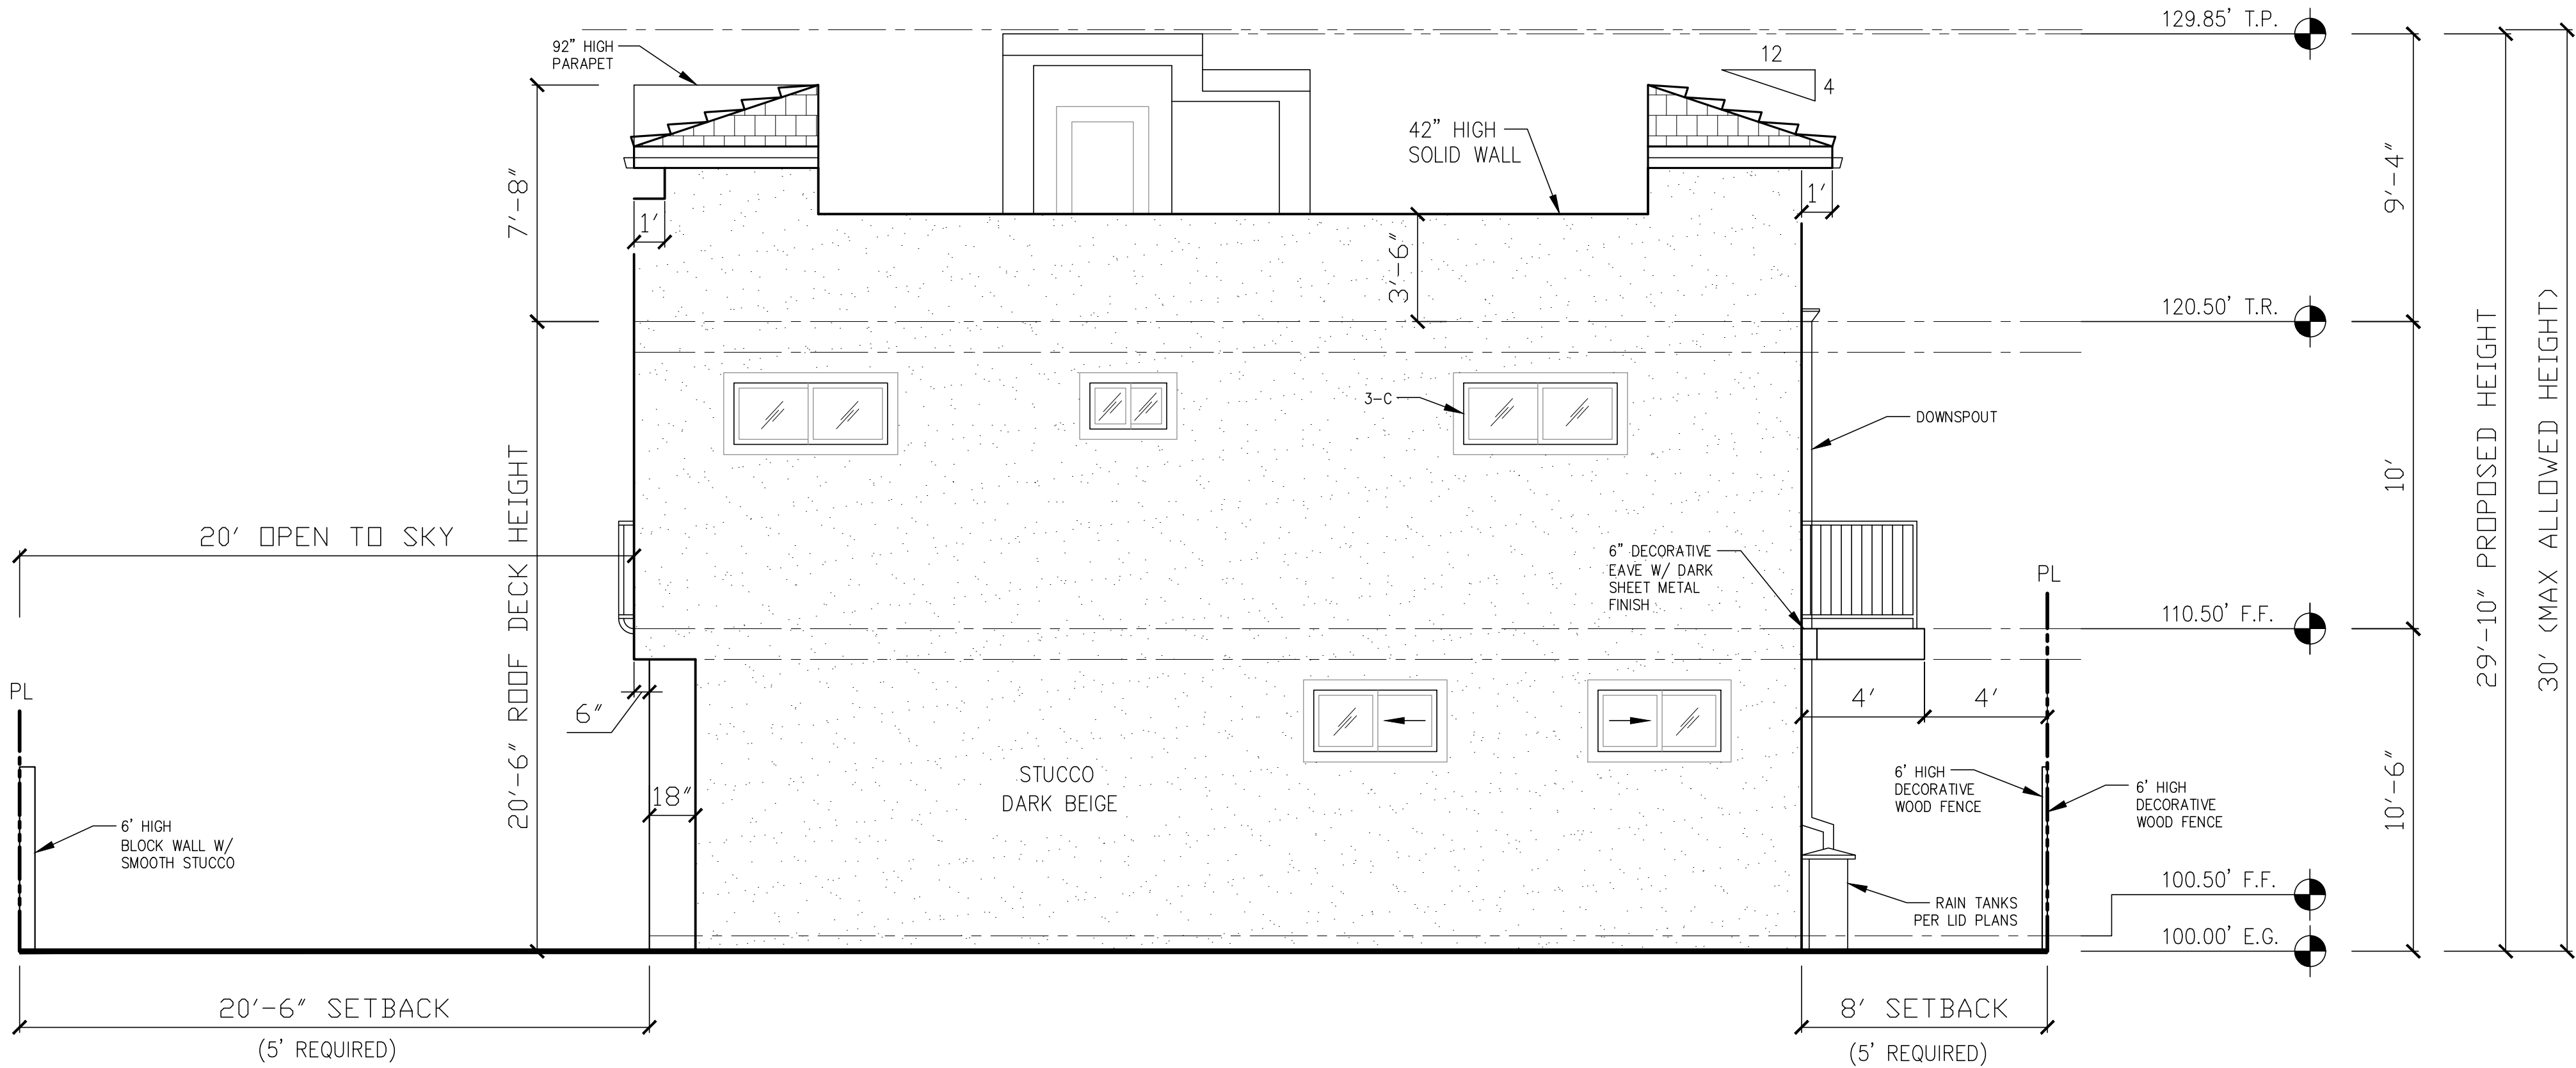 129.85' T.P.
92" HIGH
PARAPET
12
4
42" HIGH
SOLID WALL
7'-8"
1'
1'
9'-4"
3'-6"
120.50' T.R.
3-C
DOWNSPOUT
10'
20' OPEN TO SKY
20'-6" ROOF DECK HEIGHT
6" DECORATIVE
EAVE W/ DARK
SHEET METAL
FINISH
PL
110.50' F.F.
29'-10" PROPOSED HEIGHT
30' (MAX ALLOWED HEIGHT)
PL
6"
4'
4'
18"
STUCCO
DARK BEIGE
6' HIGH
BLOCK WALL W/
SMOOTH STUCCO
6' HIGH
DECORATIVE
WOOD FENCE
6' HIGH
DECORATIVE
WOOD FENCE
10'-6"
RAIN TANKS
PER LID PLANS
100.50' F.F.
100.00' E.G.
20'-6" SETBACK
(5' REQUIRED)
8' SETBACK
(5' REQUIRED)